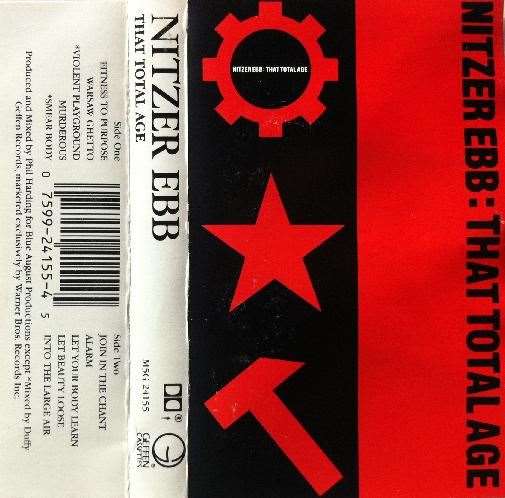 NITZER EBB: THAT TOTAL AGE
NITZER EBB: THAT TOTAL AGE
NITZER EBB
THAT TOTAL AGE
M5G 24155
GEFFEN
CASSETTES
®
Side One
FITNESS TO PURPOSE
WARSAW GHETTO
*VIOLENT PLAYGROUND
MURDEROUS
*SMEAR BODY
0 7599-24155-4 5
Side Two
JOIN IN THE CHANT
ALARM
LET YOUR BODY LEARN
LET BEAUTY LOOSE
INTO THE LARGE AIR
Produced and Mixed by Phil Harding for Blue August Productions except *Mixed by Duffy
Geffen Records, marketed exclusively by Warner Bros. Records Inc.